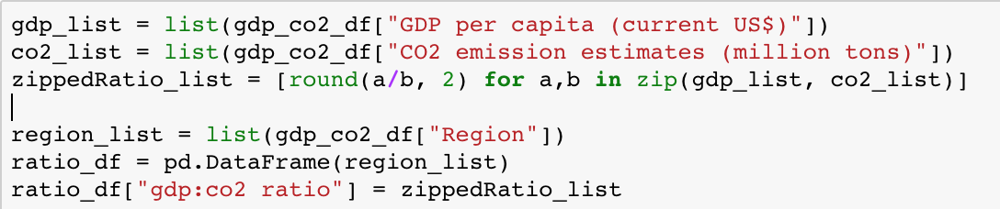 gdp_list = list(gdp_co2_df["GDP per capita (current US$)"])
co2_list = list(gdp_co2_df["CO2 emission estimates (million tons)"])
zippedRatio_list = [round(a/b, 2) for a,b in zip(gdp_list, co2_list)]
region_list = list(gdp_co2_df["Region"])
ratio_df = pd.DataFrame(region_list)
ratio_df["gdp:co2 ratio"] = zippedRatio_list